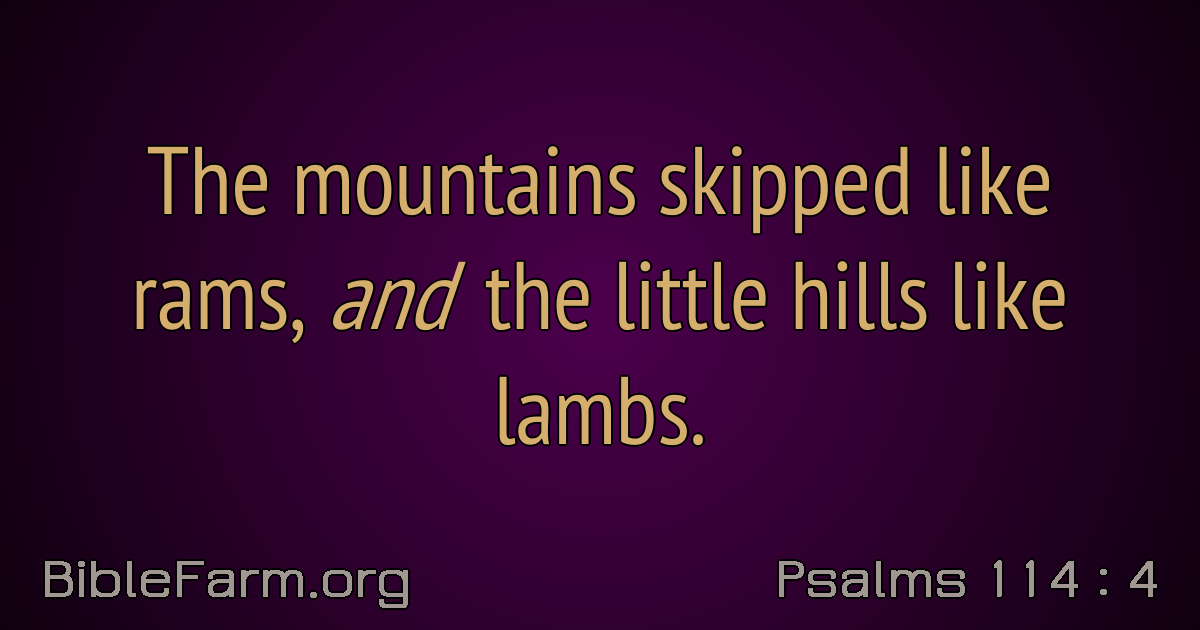 The mountains skipped like
rams, and the little hills like
lambs.
BibleFarm.org
Psalms 114 : 4